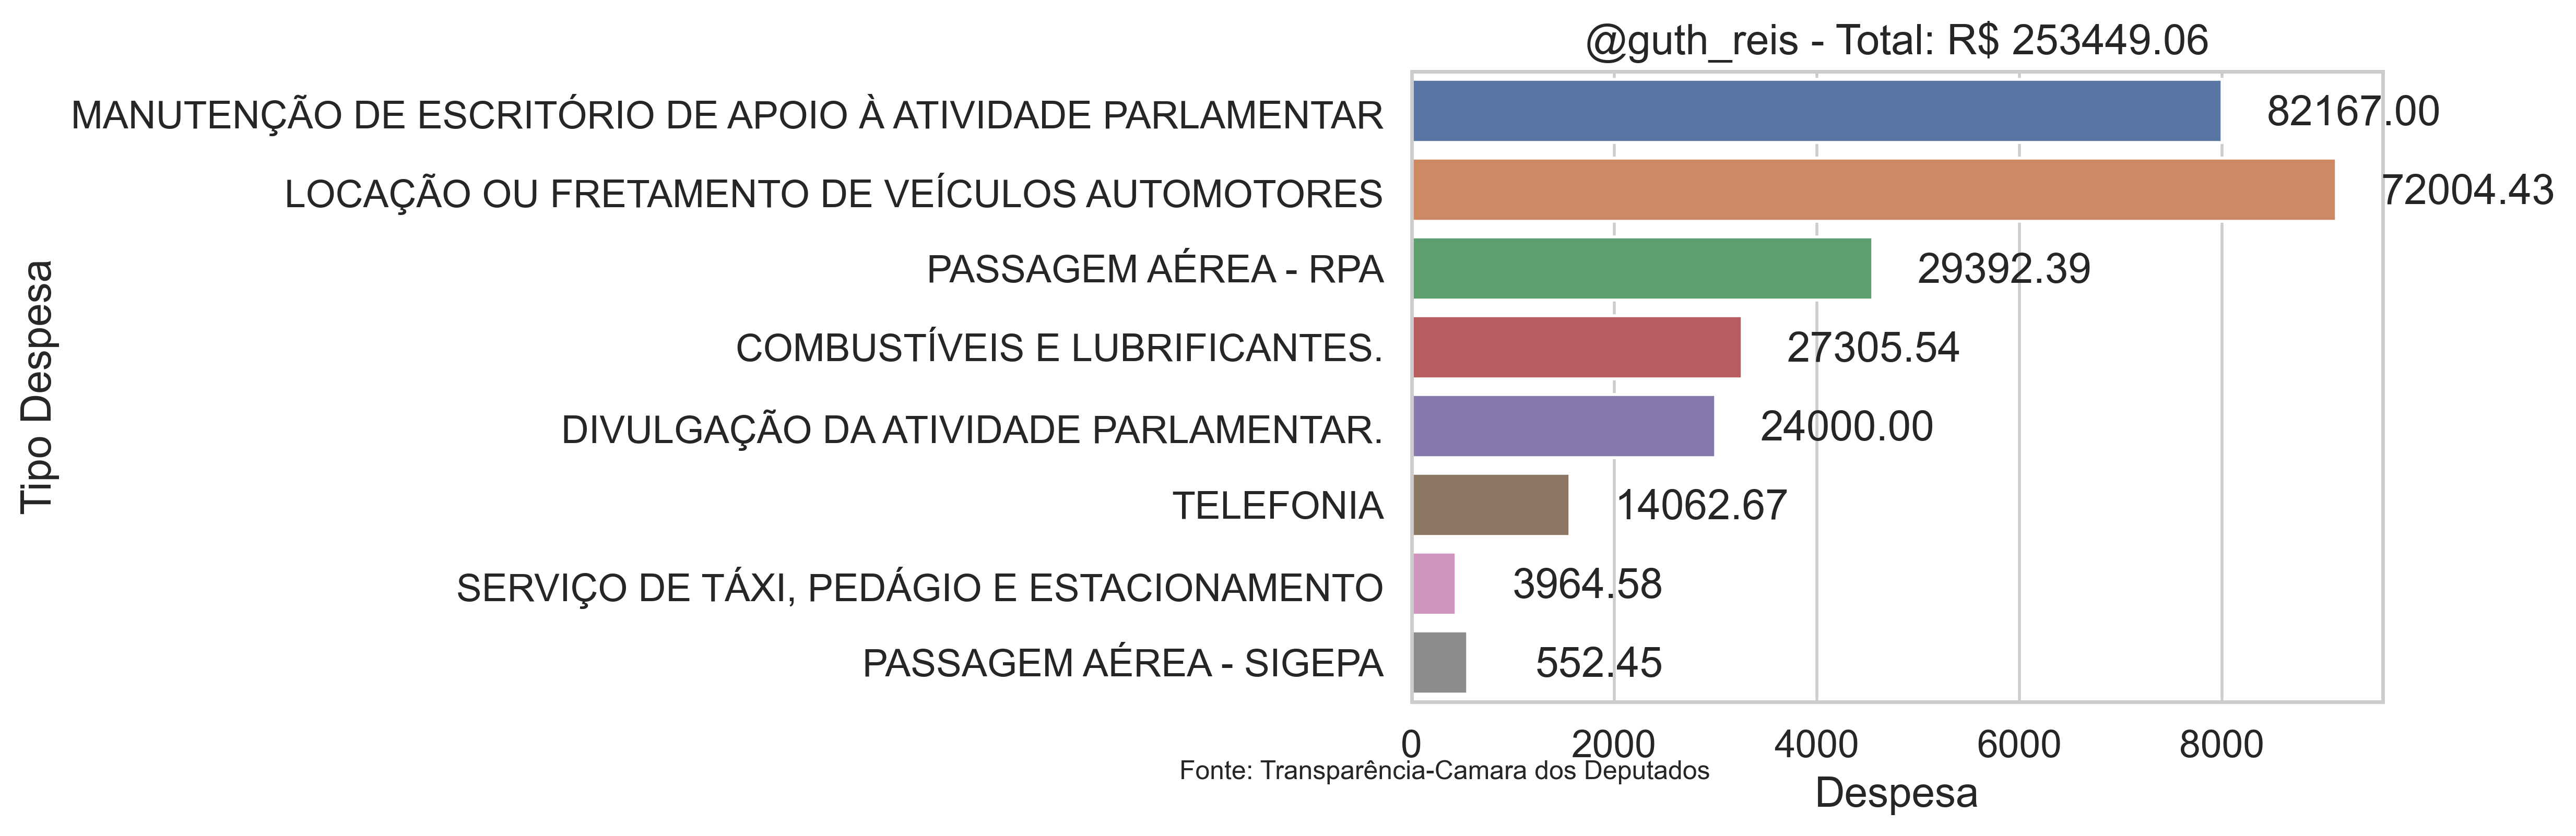 @guth_reis - Total: R$ 253449.06
MANUTENÇÃO DE ESCRITÓRIO DE APOIO À ATIVIDADE PARLAMENTAR 82167.00
LOCAÇÃO OU FRETAMENTO DE VEÍCULOS AUTOMOTORES 72004.43
PASSAGEM AÉREA - RPA 29392.39
COMBUSTÍVEIS E LUBRIFICANTES. 27305.54
DIVULGAÇÃO DA ATIVIDADE PARLAMENTAR. 24000.00
TELEFONIA 14062.67
SERVIÇO DE TÁXI, PEDÁGIO E ESTACIONAMENTO 3964.58
PASSAGEM AÉREA - SIGEPA 552.45
Tipo Despesa
0 2000 4000 6000 8000
Fonte: Transparência-Camara dos Deputados
Despesa